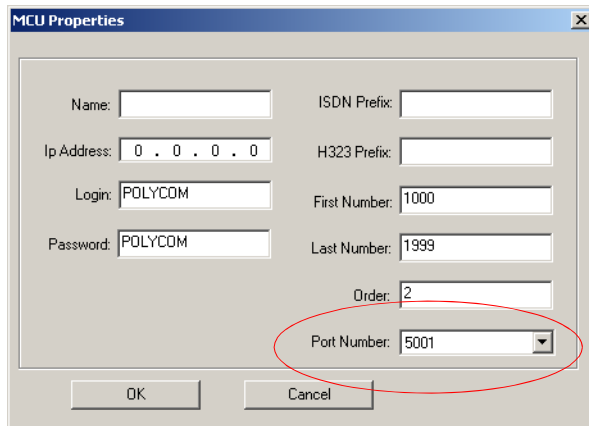 MCU Properties
Name:
Ip Address: 0 . 0 . 0 . 0
Login: POLYCOM
Password: POLYCOM
ISDN Prefix:
H323 Prefix:
First Number: 1000
Last Number: 1999
Order: 2
Port Number: 5001
OK
Cancel